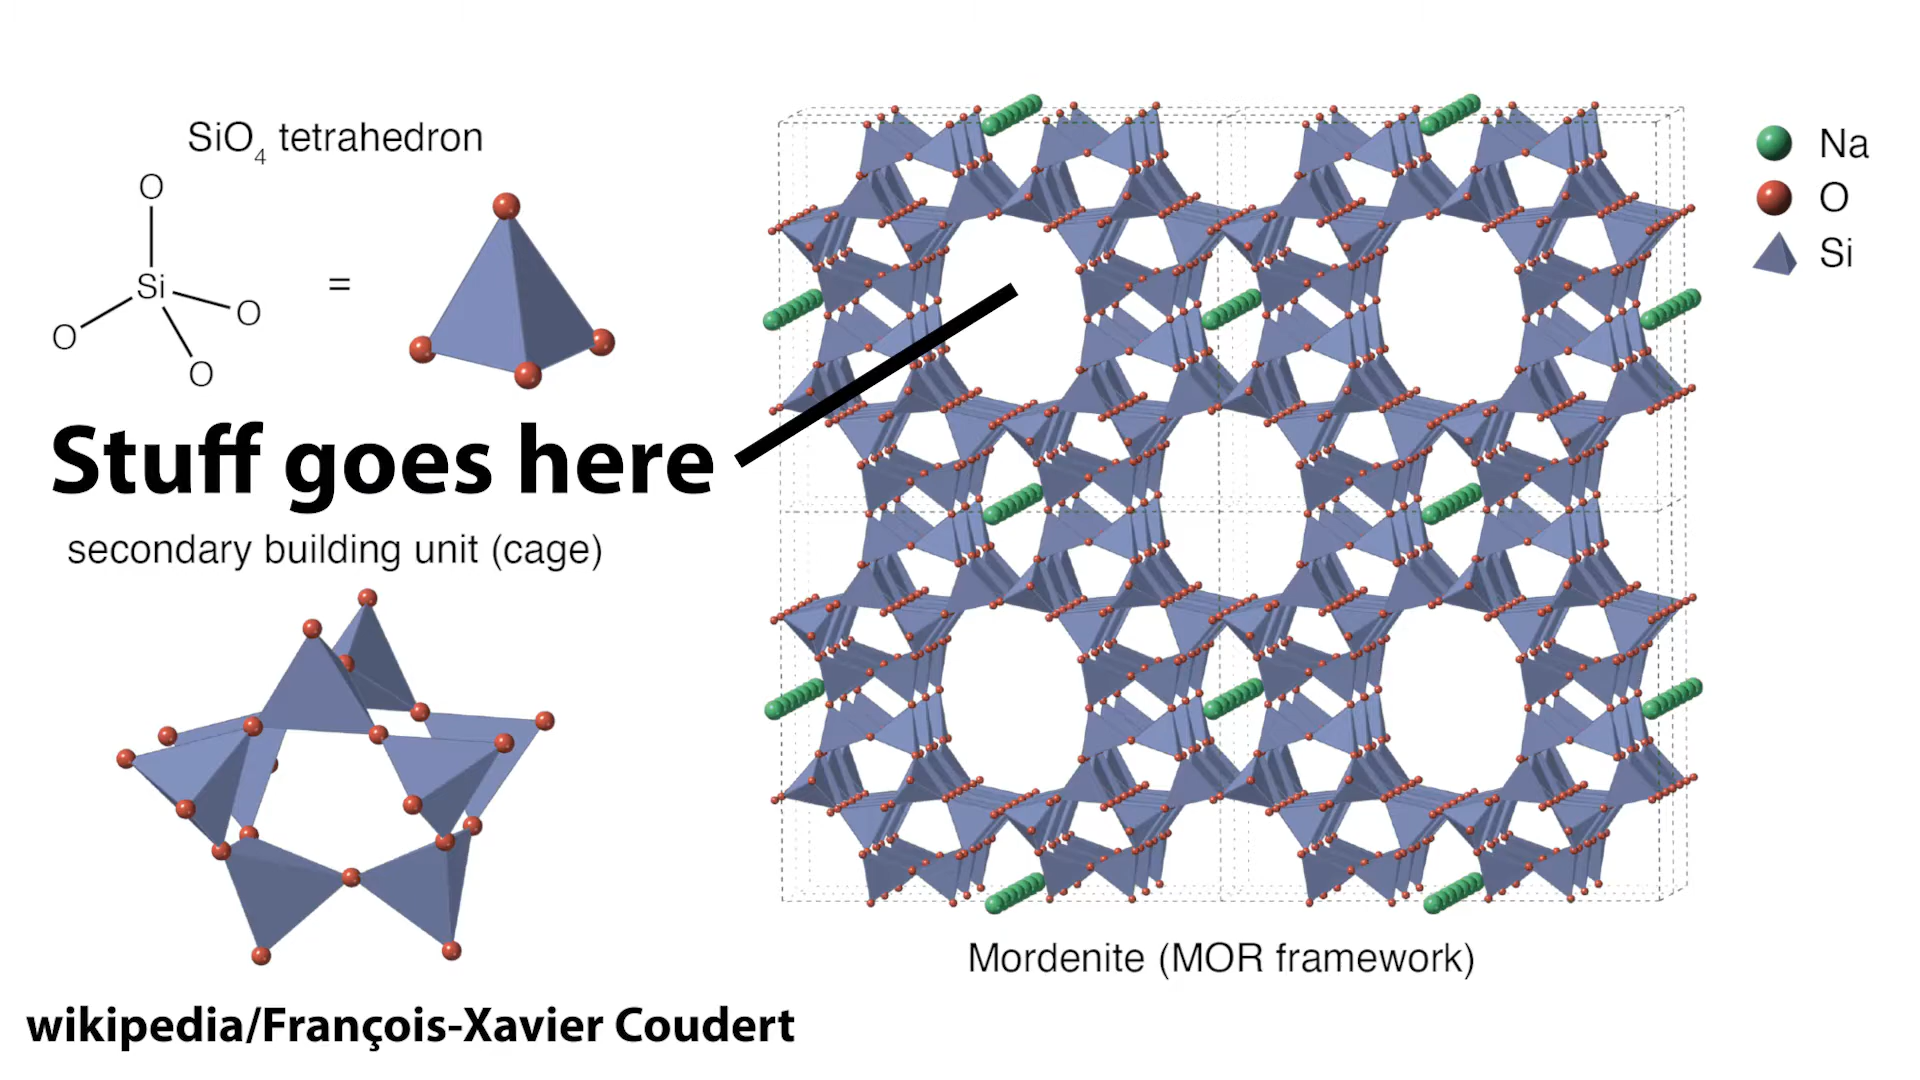 SiO4 tetrahedron
O
Si
O
O
O
=
Stuff goes here
secondary building unit (cage)
Na
O
Si
Mordenite (MOR framework)
wikipedia/François-Xavier Coudert